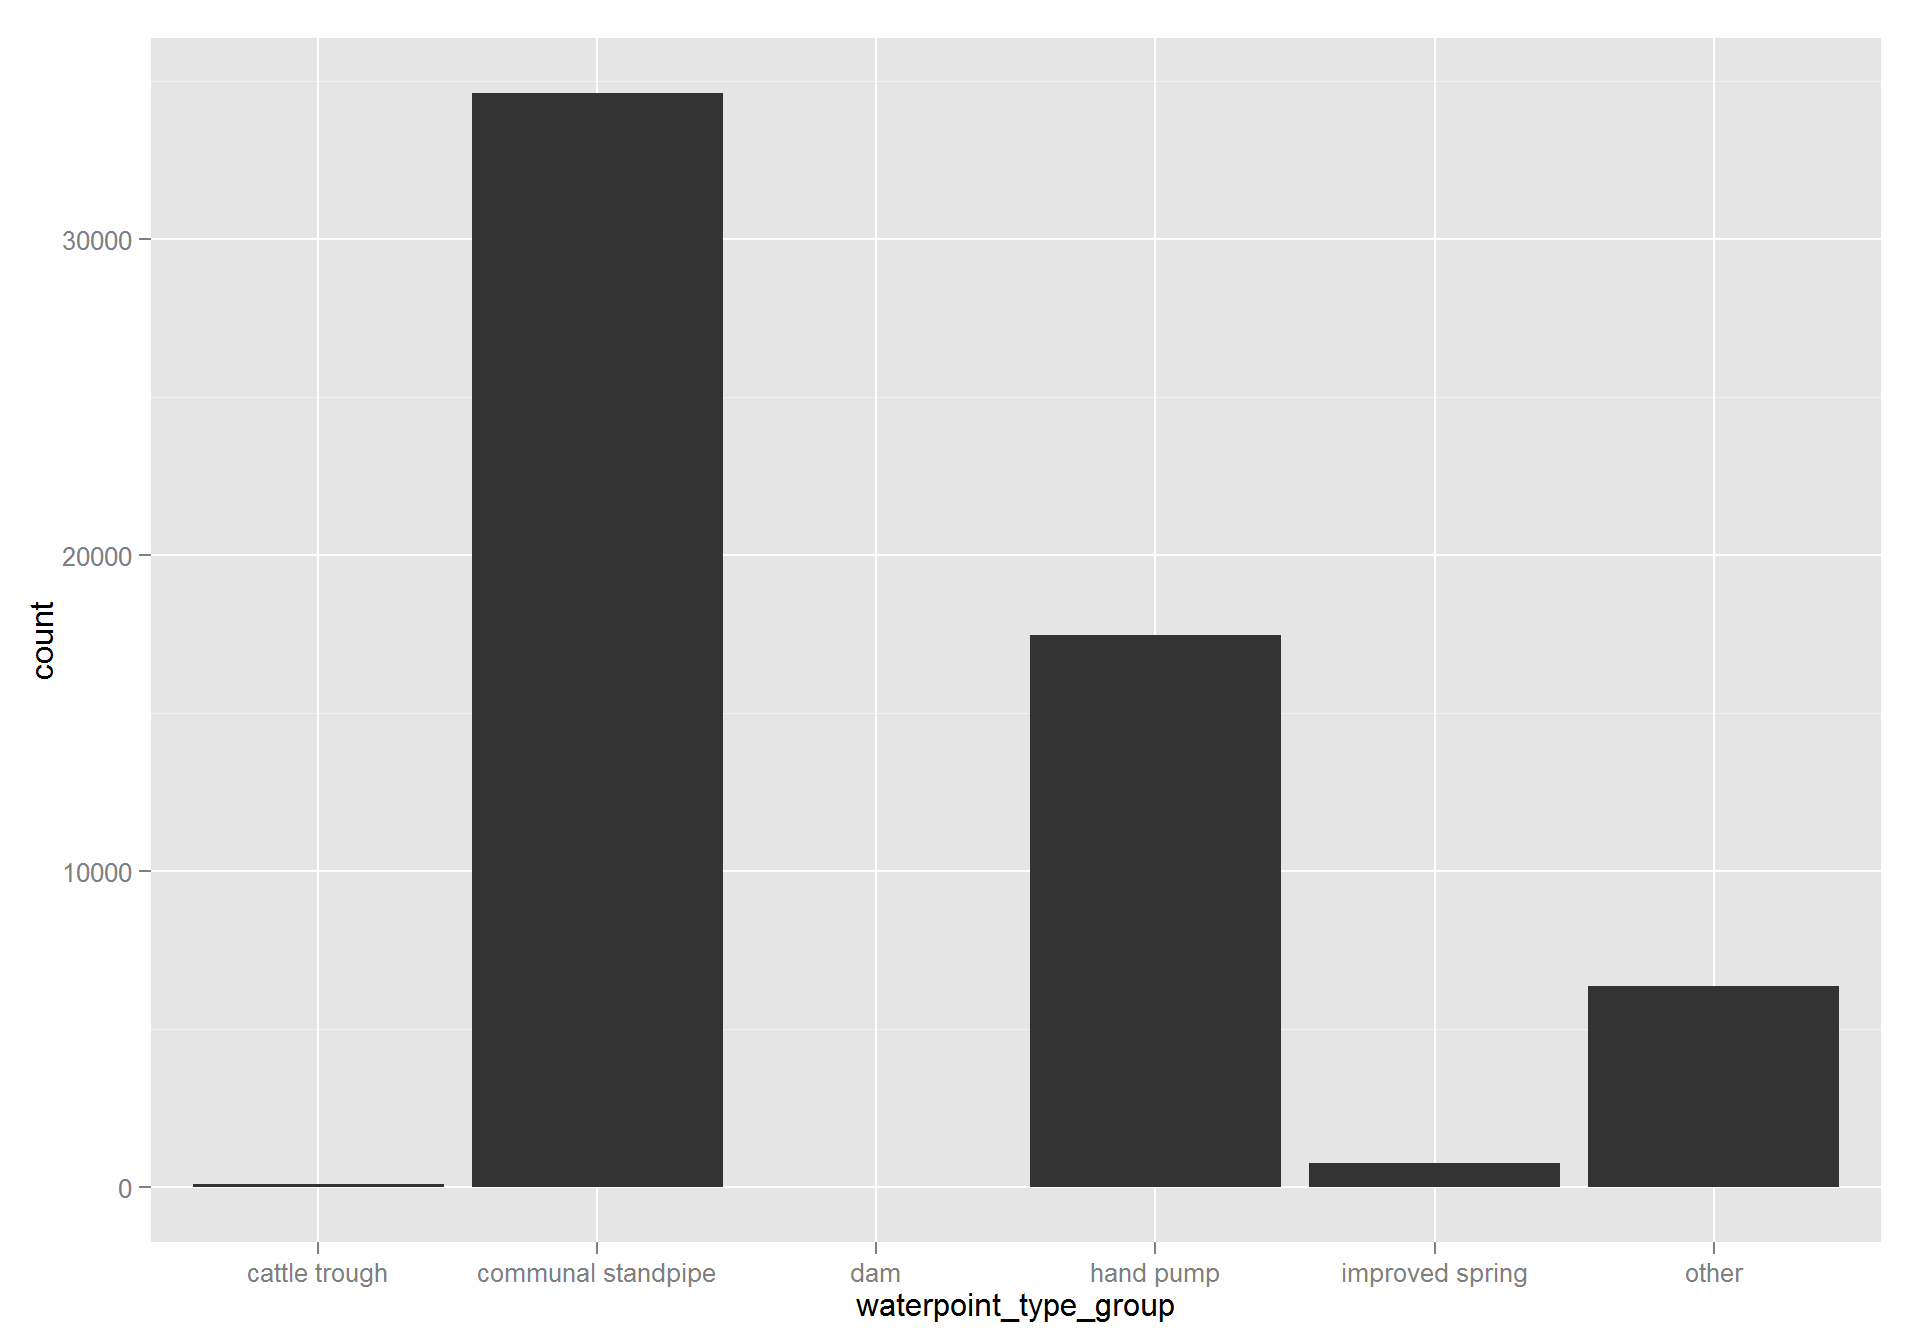 count
30000
20000
10000
0
cattle trough communal standpipe dam hand pump improved spring other
waterpoint_type_group